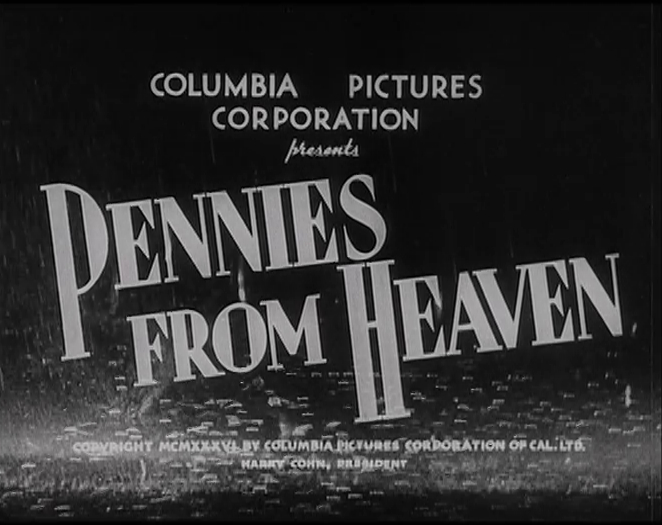 COLUMBIA PICTURES
CORPORATION
presents
PENNIES
FROM HEAVEN
COPYRIGHT MCMXXXVI BY COLUMBIA PICTURES CORPORATION OF CAL. LTD.
HARRY COHN, PRESIDENT